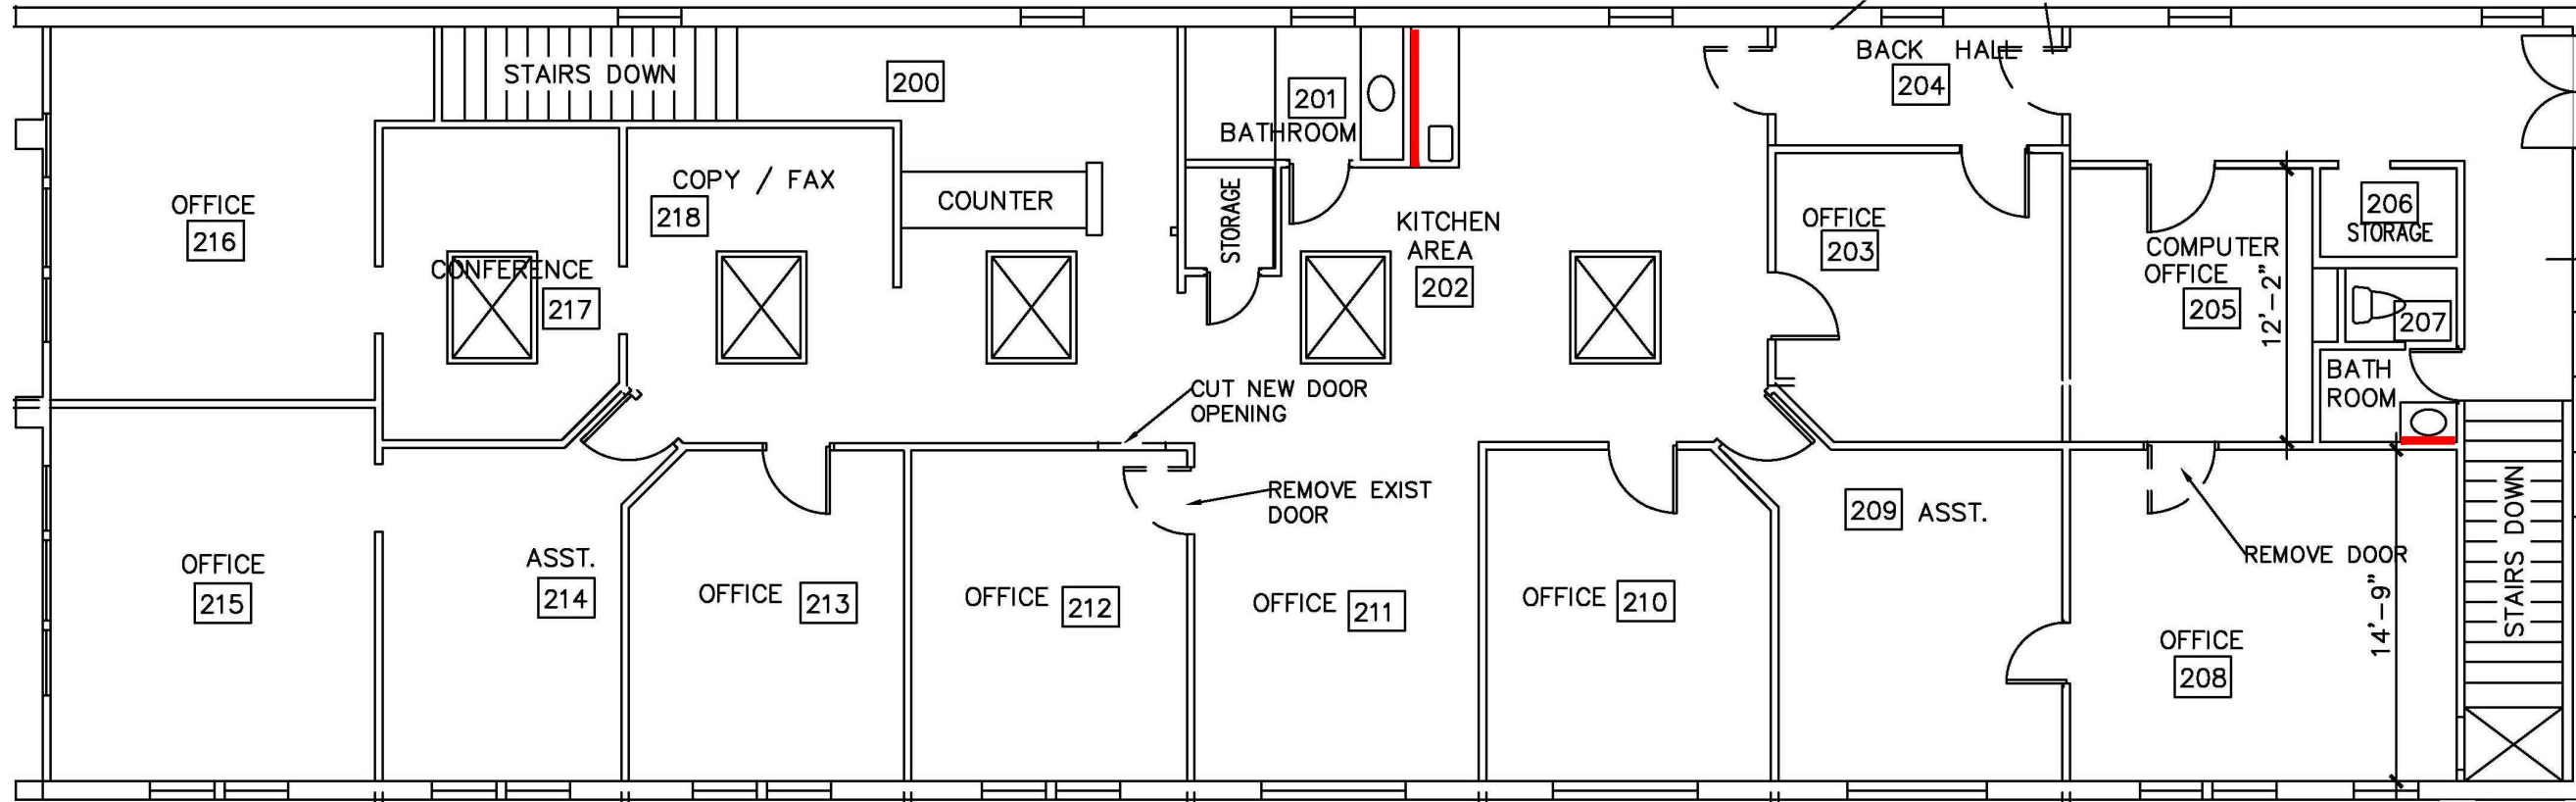 STAIRS DOWN
200
201
BATHROOM
BACK HALL
204
COPY / FAX
218
COUNTER
STORAGE
OFFICE
216
KITCHEN
AREA
202
OFFICE
203
206
STORAGE
COMPUTER
OFFICE
205
12'-2"
207
BATH
ROOM
CONFERENCE
217
CUT NEW DOOR
OPENING
REMOVE EXIST
DOOR
209 ASST.
REMOVE DOOR
STAIRS DOWN
14'-9"
OFFICE
215
ASST.
214
OFFICE 213
OFFICE 212
OFFICE 211
OFFICE 210
OFFICE
208